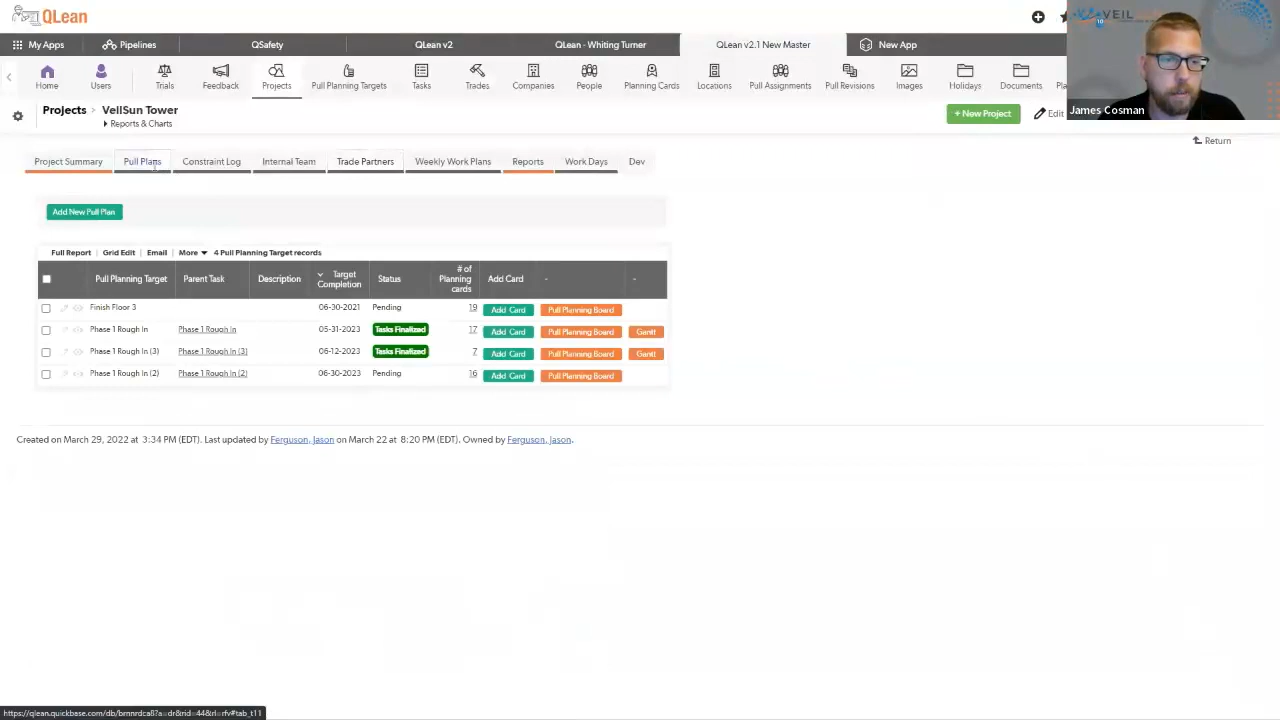 QLean
My Apps
Pipelines
QSafety
QLean v2
QLean - Whiting Turner
QLean v2.1 New Master
New App
Home
Users
Trials
Feedback
Projects
Pull Planning Targets
Tasks
Trades
Companies
People
Planning Cards
Locations
Pull Assignments
Pull Revisions
Images
Holidays
Documents
VEIL
10
James Cosman
Projects > VeilSun Tower
Reports & Charts
+ New Project
Edit
Return
Project Summary
Pull Plans
Constraint Log
Internal Team
Trade Partners
Weekly Work Plans
Reports
Work Days
Dev
Add New Pull Plan
Full Report | Grid Edit | Email | More 4 Pull Planning Target records
Pull Planning Target Parent Task Description Target Completion Status # of Planning cards Add Card - -
Finish Floor 3 06-30-2021 Pending 19 Add Card Pull Planning Board
Phase 1 Rough In Phase 1 Rough In 05-31-2023 Tasks Finalized 17 Add Card Pull Planning Board Gantt
Phase 1 Rough In (3) Phase 1 Rough In (3) 06-12-2023 Tasks Finalized 7 Add Card Pull Planning Board Gantt
Phase 1 Rough In (2) Phase 1 Rough In (2) 06-30-2023 Pending 16 Add Card Pull Planning Board
Created on March 29, 2022 at 3:34 PM (EDT). Last updated by Ferguson, Jason on March 22 at 8:20 PM (EDT). Owned by Ferguson, Jason.